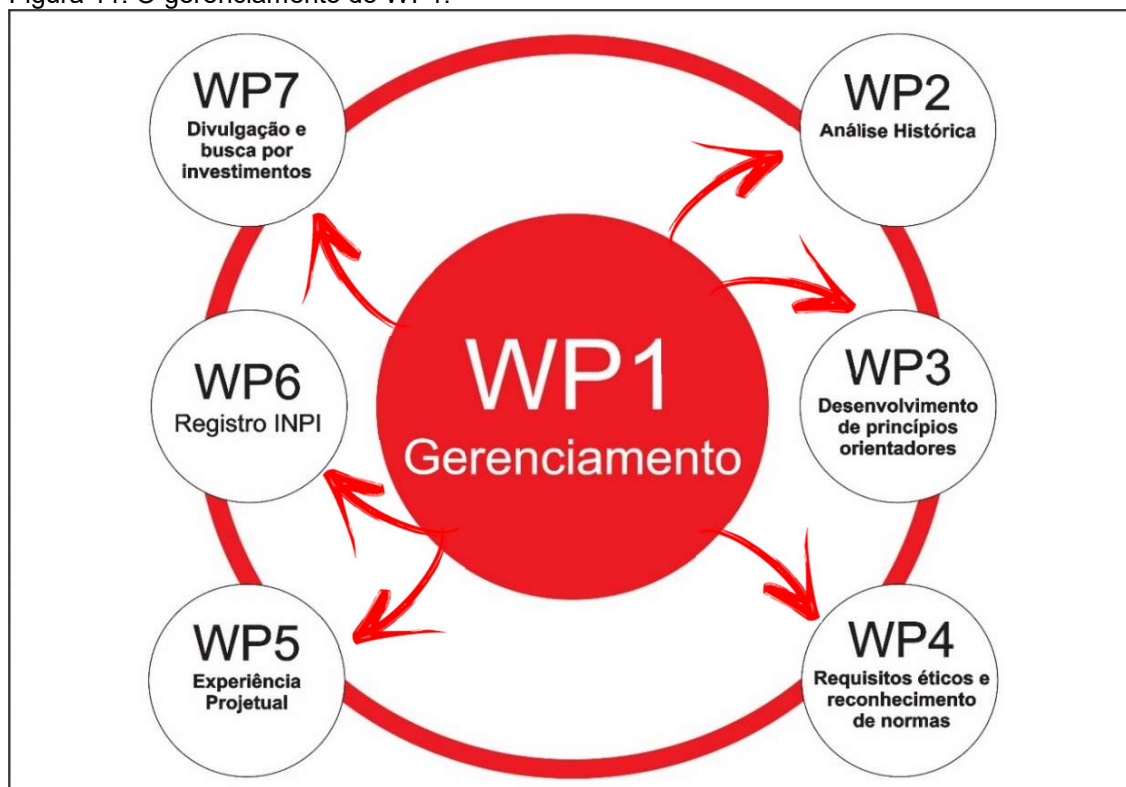 WP7
Divulgação e
busca por
investimentos
WP2
Análise Histórica
WP1
Gerenciamento
WP6
Registro INPI
WP3
Desenvolvimento
de princípios
orientadores
WP5
Experiência
Projetual
WP4
Requisitos éticos e
reconhecimento
de normas